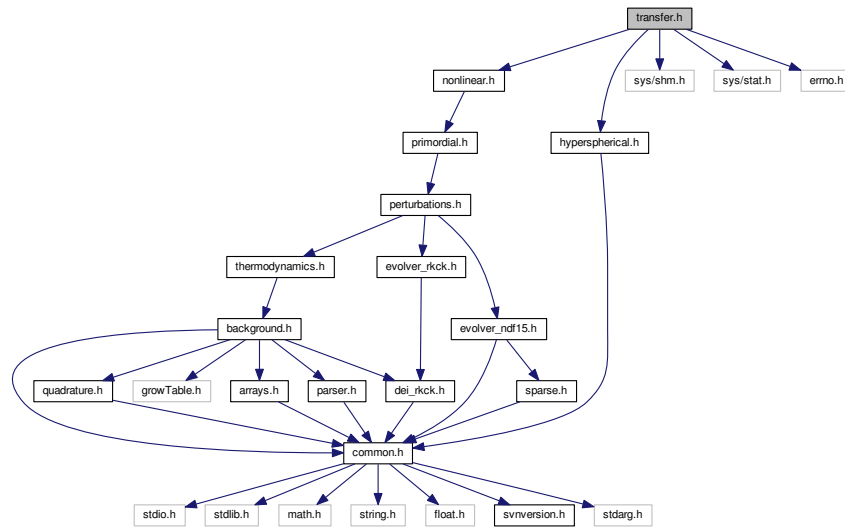 transfer.h
nonlinear.h
sys/shm.h
sys/stat.h
errno.h
primordial.h
hyperspherical.h
perturbations.h
thermodynamics.h
evolver_rkck.h
background.h
evolver_ndf15.h
quadrature.h
growTable.h
arrays.h
parser.h
dei_rkck.h
sparse.h
common.h
stdio.h
stdlib.h
math.h
string.h
float.h
svnversion.h
stdarg.h